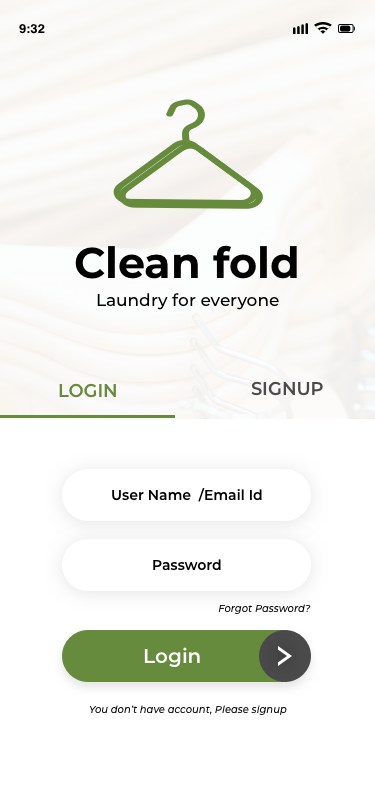 9:32
Clean fold
Laundry for everyone
LOGIN
SIGNUP
User Name /Email Id
Password
Forgot Password?
Login
You don't have account, Please signup